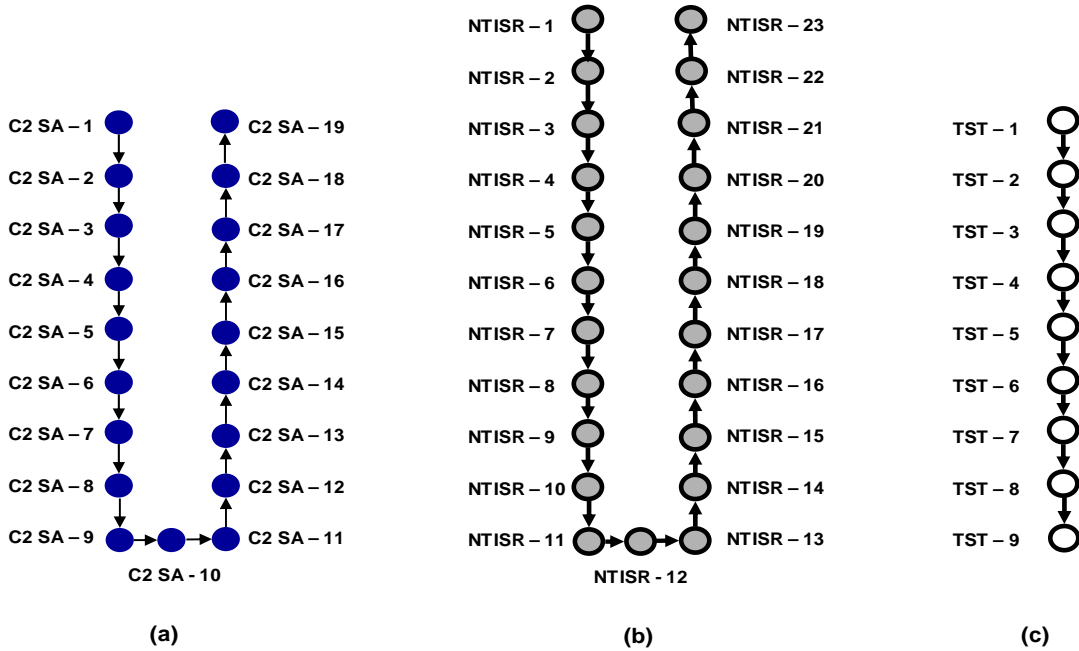 C2 SA – 1
C2 SA – 2
C2 SA – 3
C2 SA – 4
C2 SA – 5
C2 SA – 6
C2 SA – 7
C2 SA – 8
C2 SA – 9
C2 SA - 10
C2 SA – 11
C2 SA – 12
C2 SA – 13
C2 SA – 14
C2 SA – 15
C2 SA – 16
C2 SA – 17
C2 SA – 18
C2 SA – 19
(a)
NTISR – 1
NTISR – 2
NTISR – 3
NTISR – 4
NTISR – 5
NTISR – 6
NTISR – 7
NTISR – 8
NTISR – 9
NTISR – 10
NTISR – 11
NTISR - 12
NTISR – 13
NTISR – 14
NTISR – 15
NTISR – 16
NTISR – 17
NTISR – 18
NTISR – 19
NTISR – 20
NTISR – 21
NTISR – 22
NTISR – 23
(b)
TST – 1
TST – 2
TST – 3
TST – 4
TST – 5
TST – 6
TST – 7
TST – 8
TST – 9
(c)